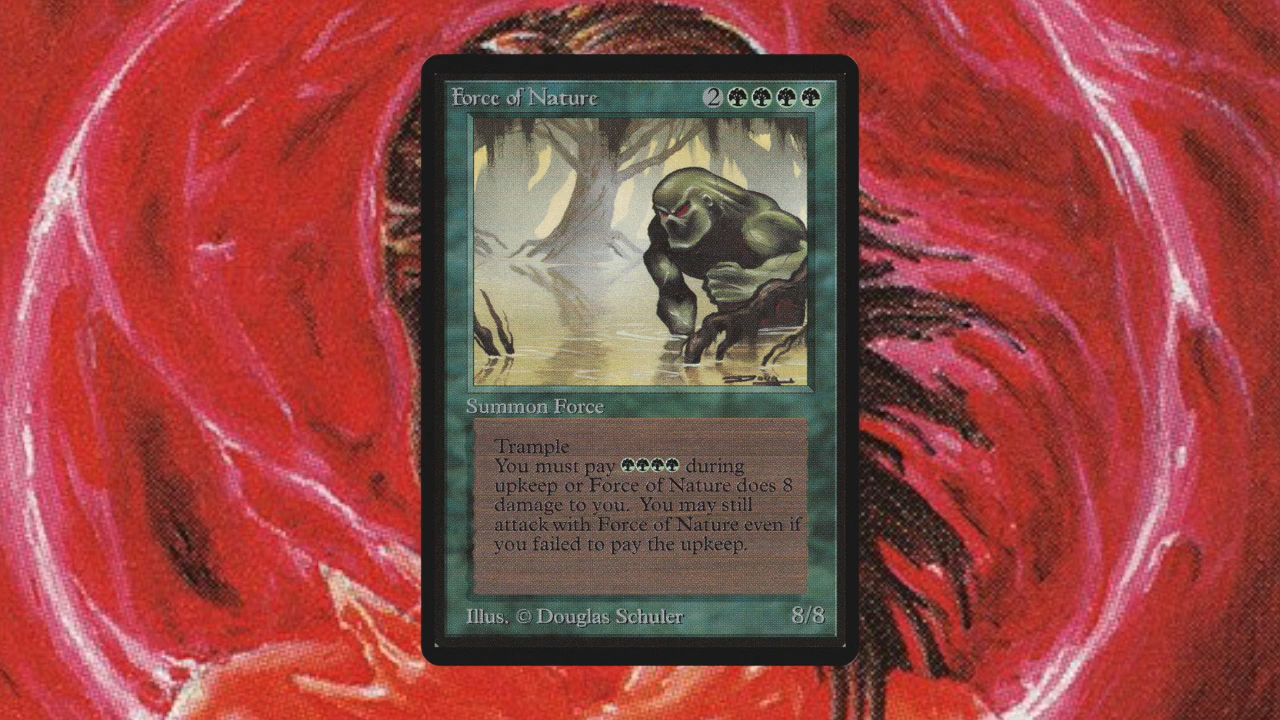 Force of Nature 2
Summon Force
Trample
You must pay during
upkeep or Force of Nature does 8
damage to you. You may still
attack with Force of Nature even if
you failed to pay the upkeep.
Illus. © Douglas Schuler 8/8